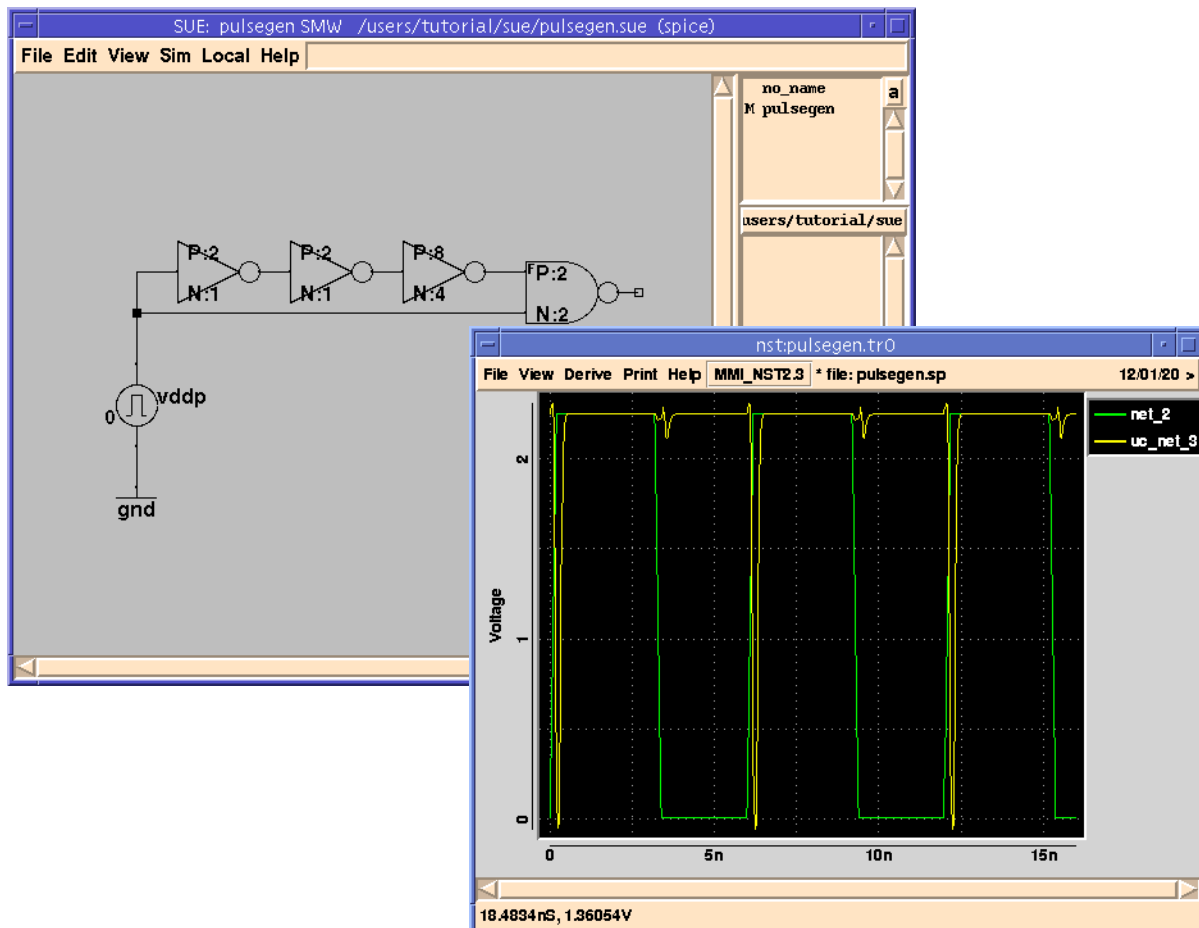 SUE: pulsegen SMW /users/tutorial/sue/pulsegen.sue (spice)
File Edit View Sim Local Help
no_name
a
M pulsegen
users/tutorial/sue
P:2
N:1
P:2
N:1
P:8
N:4
F
P:2
N:2
vddp
0
gnd
nst:pulsegen.tr0
File View Derive Print Help MMI_NST2.3 * file: pulsegen.sp 12/01/20 >
net_2
uc_net_3
Voltage
2
1
0
0 5n 10n 15n
18.4834nS, 1.36054V